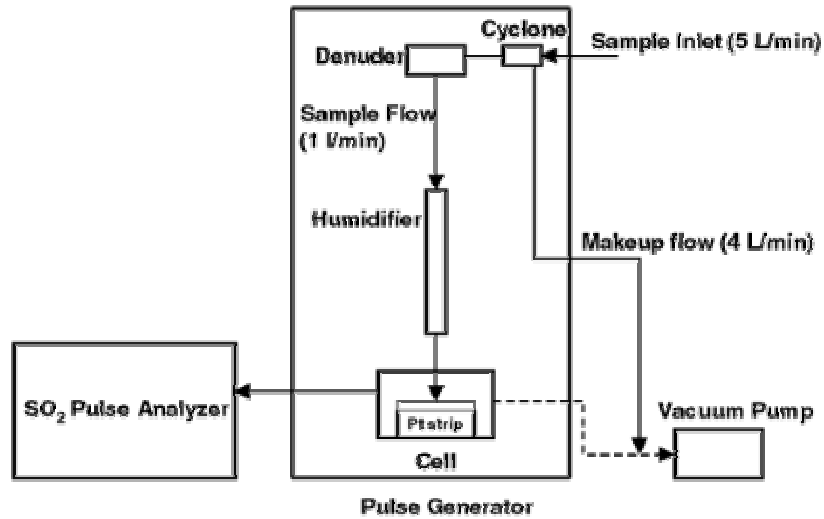 Cyclone
Sample Inlet (5 L/min)
Denuder
Sample Flow
(1 l/min)
Humidifier
Makeup flow (4 L/min)
SO₂ Pulse Analyzer
Pt strip
Vacuum Pump
Cell
Pulse Generator